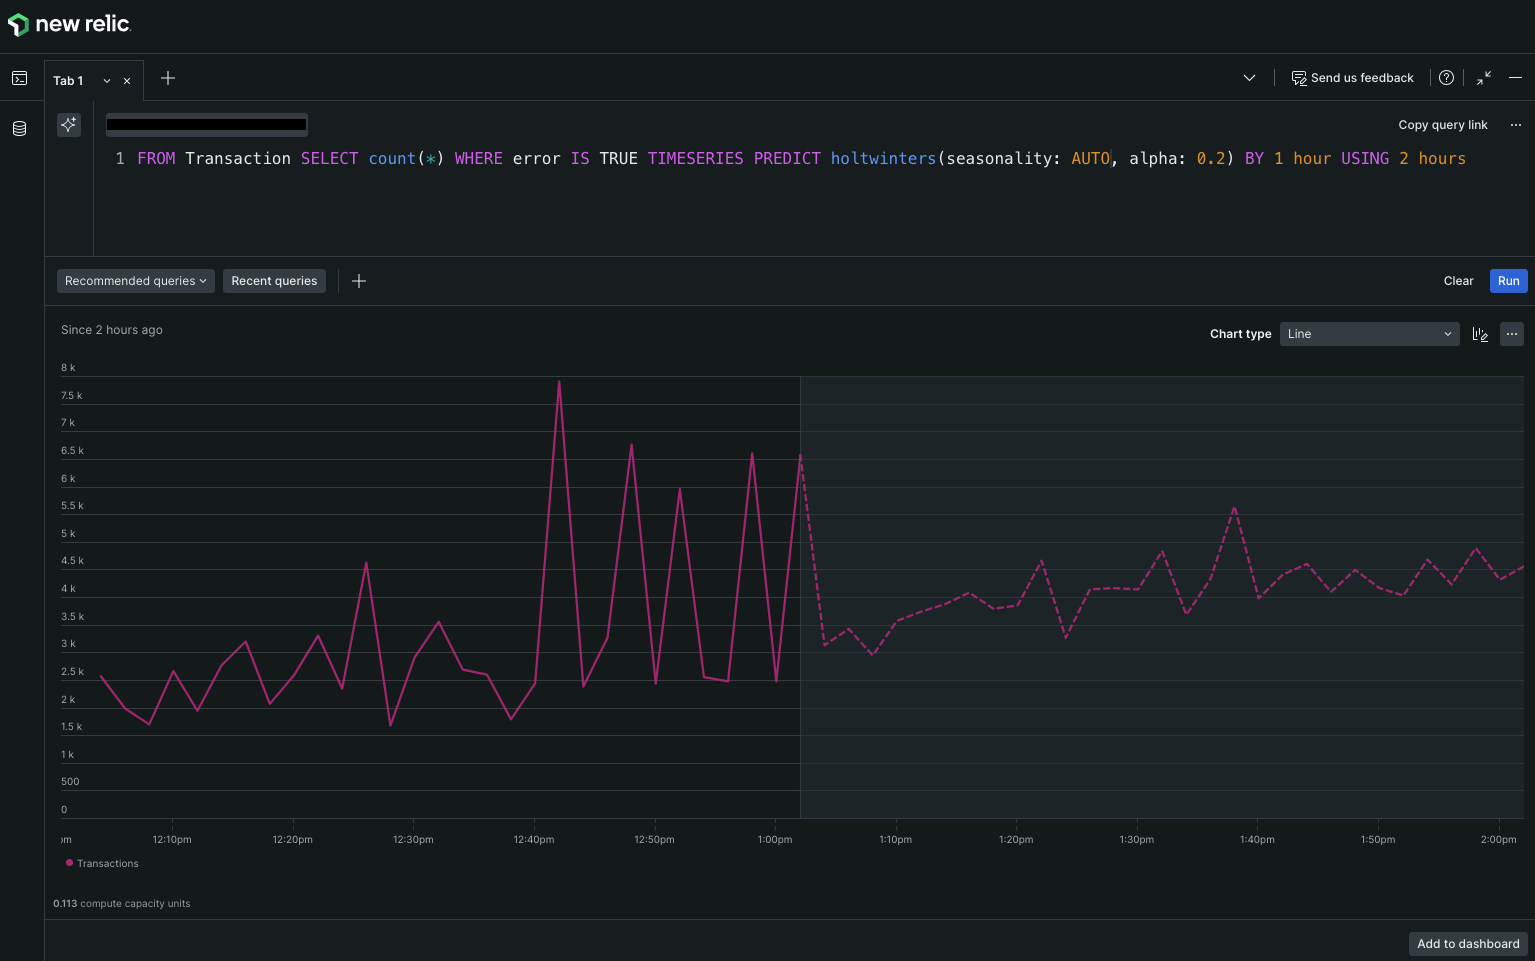 new relic
Tab 1
Send us feedback
Copy query link
1 FROM Transaction SELECT count(*) WHERE error IS TRUE TIMESERIES PREDICT holtwinters(seasonality: AUTO, alpha: 0.2) BY 1 hour USING 2 hours
Recommended queries
Recent queries
Clear
Run
Since 2 hours ago
Chart type
Line
8 k
7.5 k
7 k
6.5 k
6 k
5.5 k
5 k
4.5 k
4 k
3.5 k
3 k
2.5 k
2 k
1.5 k
1 k
500
0
pm 12:10pm 12:20pm 12:30pm 12:40pm 12:50pm 1:00pm 1:10pm 1:20pm 1:30pm 1:40pm 1:50pm 2:00pm
Transactions
0.113 compute capacity units
Add to dashboard